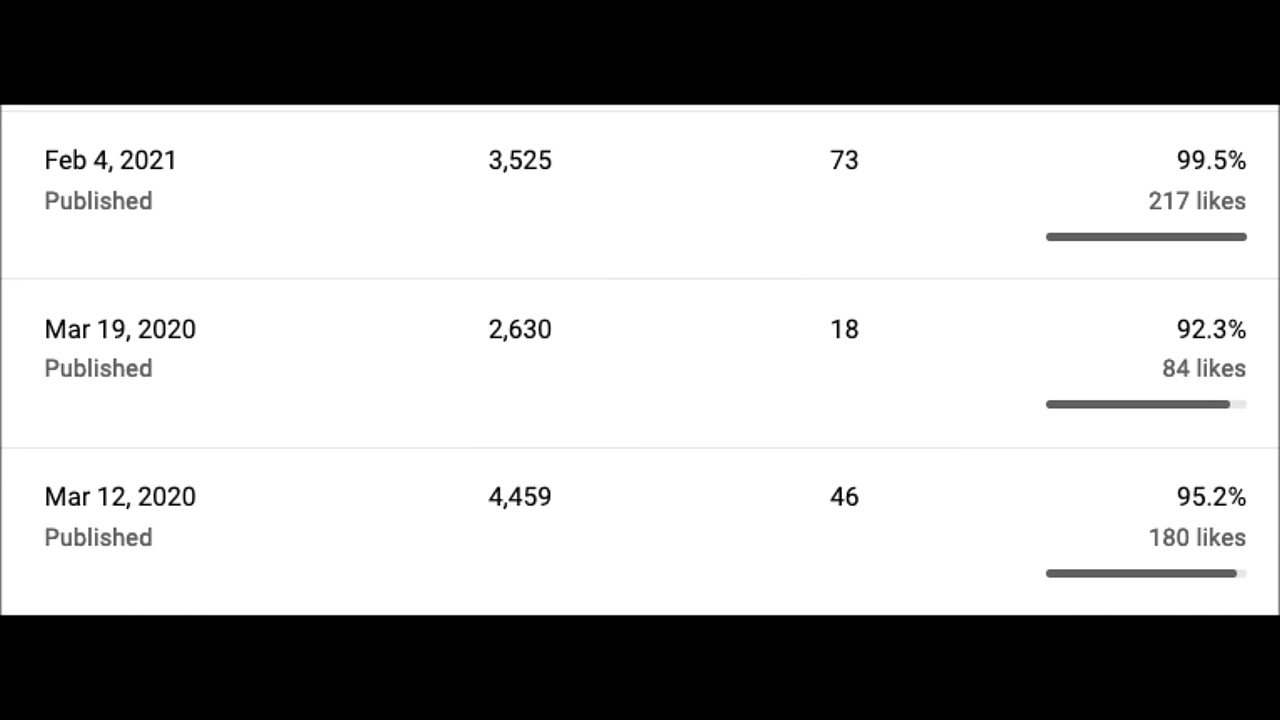 Feb 4, 2021 3,525 73 99.5%
Published 217 likes
Mar 19, 2020 2,630 18 92.3%
Published 84 likes
Mar 12, 2020 4,459 46 95.2%
Published 180 likes